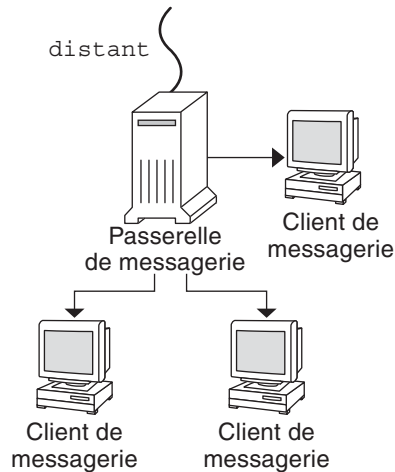 distant
Passerelle
de messagerie
Client de
messagerie
Client de
messagerie
Client de
messagerie